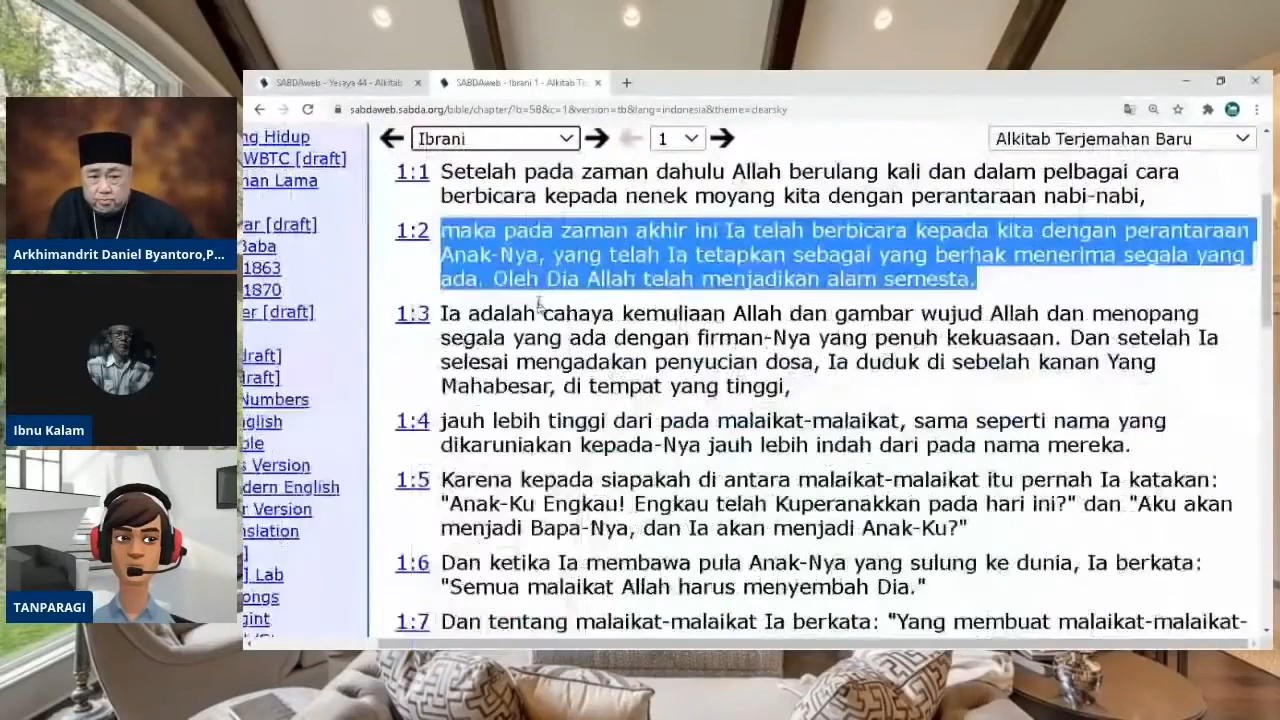 SABDAweb - Yesaya 44 - Alkitab
SABDAweb - Ibrani 1 - Alkitab Te
sabdaweb.sabda.org/bible/chapter/?b=58&c=1&version=tb&lang=indonesia&theme=clearsky
Ibrani
1
Alkitab Terjemahan Baru
ng Hidup
WBTC [draft]
nan Lama
ar [draft]
Baba
1863
1870
er [draft]
draft]
draft]
Numbers
nglish
ble
s Version
dern English
r Version
nslation
] Lab
ongs
gint
1:1 Setelah pada zaman dahulu Allah berulang kali dan dalam pelbagai cara
berbicara kepada nenek moyang kita dengan perantaraan nabi-nabi,
1:2 maka pada zaman akhir ini Ia telah berbicara kepada kita dengan perantaraan
Anak-Nya, yang telah Ia tetapkan sebagai yang berhak menerima segala yang
ada. Oleh Dia Allah telah menjadikan alam semesta.
1:3 Ia adalah cahaya kemuliaan Allah dan gambar wujud Allah dan menopang
segala yang ada dengan firman-Nya yang penuh kekuasaan. Dan setelah Ia
selesai mengadakan penyucian dosa, Ia duduk di sebelah kanan Yang
Mahabesar, di tempat yang tinggi,
1:4 jauh lebih tinggi dari pada malaikat-malaikat, sama seperti nama yang
dikaruniakan kepada-Nya jauh lebih indah dari pada nama mereka.
1:5 Karena kepada siapakah di antara malaikat-malaikat itu pernah Ia katakan:
"Anak-Ku Engkau! Engkau telah Kuperanakkan pada hari ini?" dan "Aku akan
menjadi Bapa-Nya, dan Ia akan menjadi Anak-Ku?"
1:6 Dan ketika Ia membawa pula Anak-Nya yang sulung ke dunia, Ia berkata:
"Semua malaikat Allah harus menyembah Dia."
1:7 Dan tentang malaikat-malaikat Ia berkata: "Yang membuat malaikat-malaikat-
Arkhimandrit Daniel Byantoro,P...
Ibnu Kalam
TANPARAGI